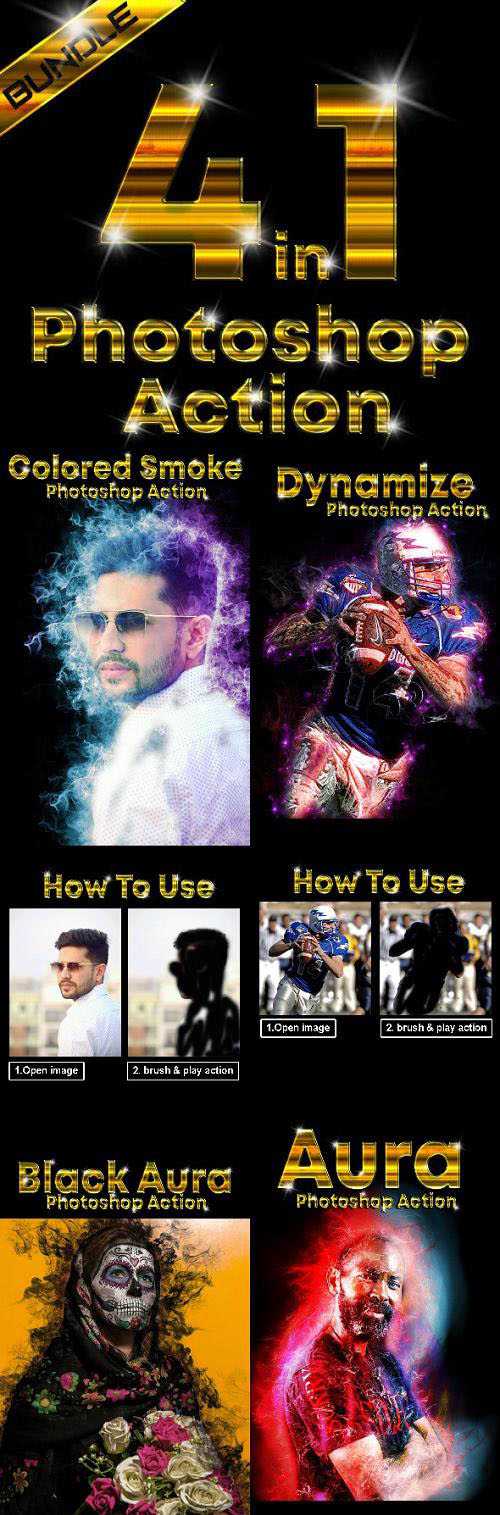 BUNDLE
4 in 1
Photoshop
Action
Colored Smoke
Photoshop Action
Dynamize
Photoshop Action
How To Use
1.Open image
2. brush & play action
How To Use
1.Open image
2. brush & play action
Black Aura
Photoshop Action
Aura
Photoshop Action